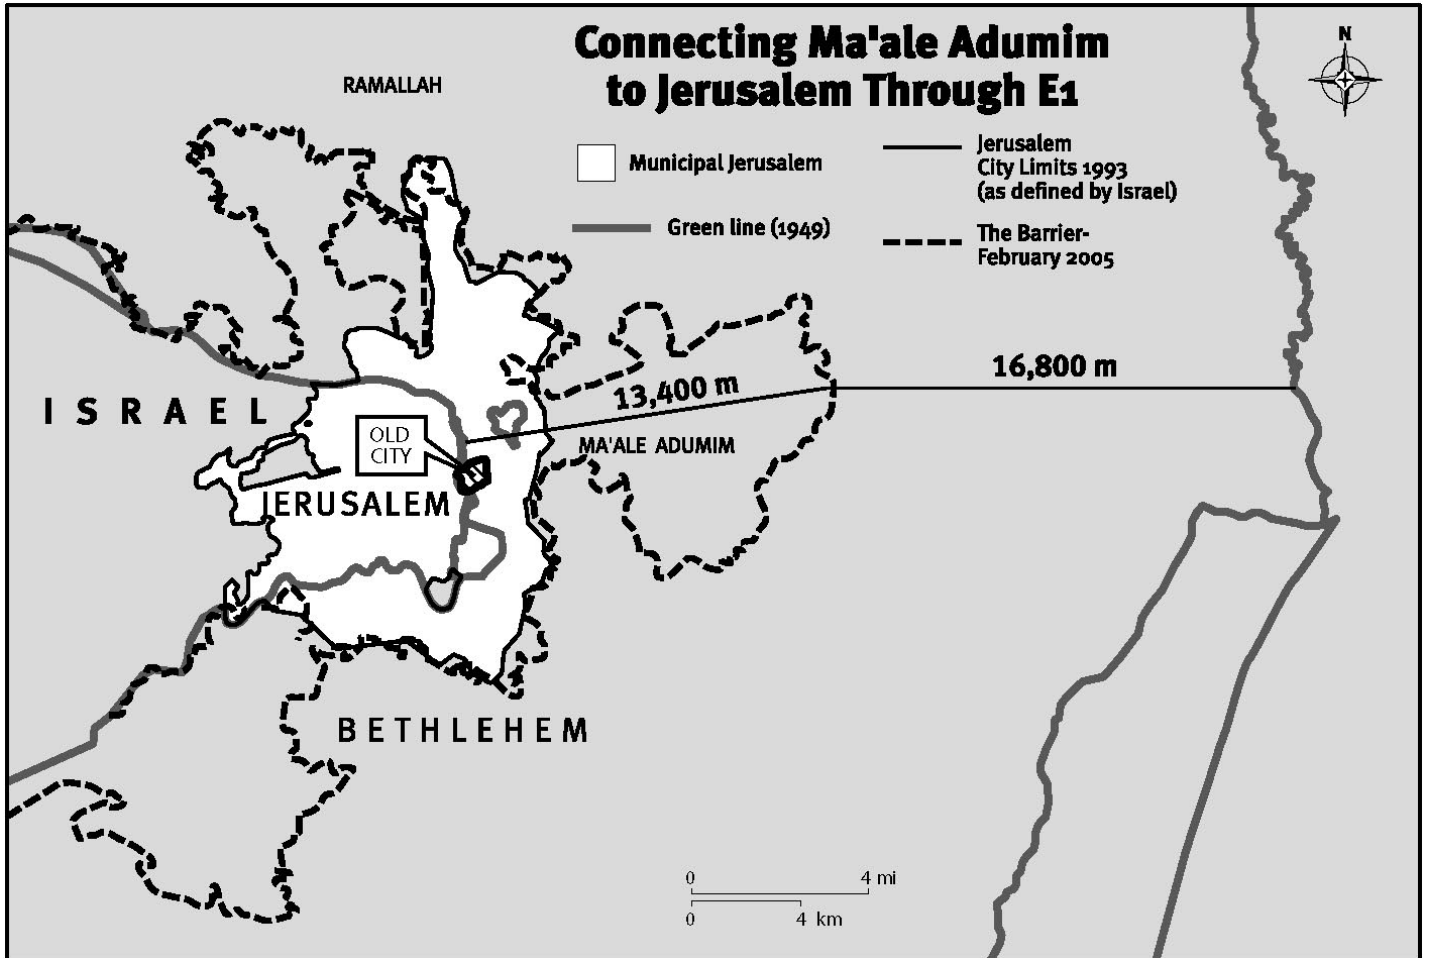 Connecting Ma'ale Adumim
to Jerusalem Through E1
N
RAMALLAH
Municipal Jerusalem
Green line (1949)
Jerusalem
City Limits 1993
(as defined by Israel)
The Barrier-
February 2005
16,800 m
13,400 m
ISRAEL
OLD
CITY
MA'ALE ADUMIM
JERUSALEM
BETHLEHEM
0 4 mi
0 4 km